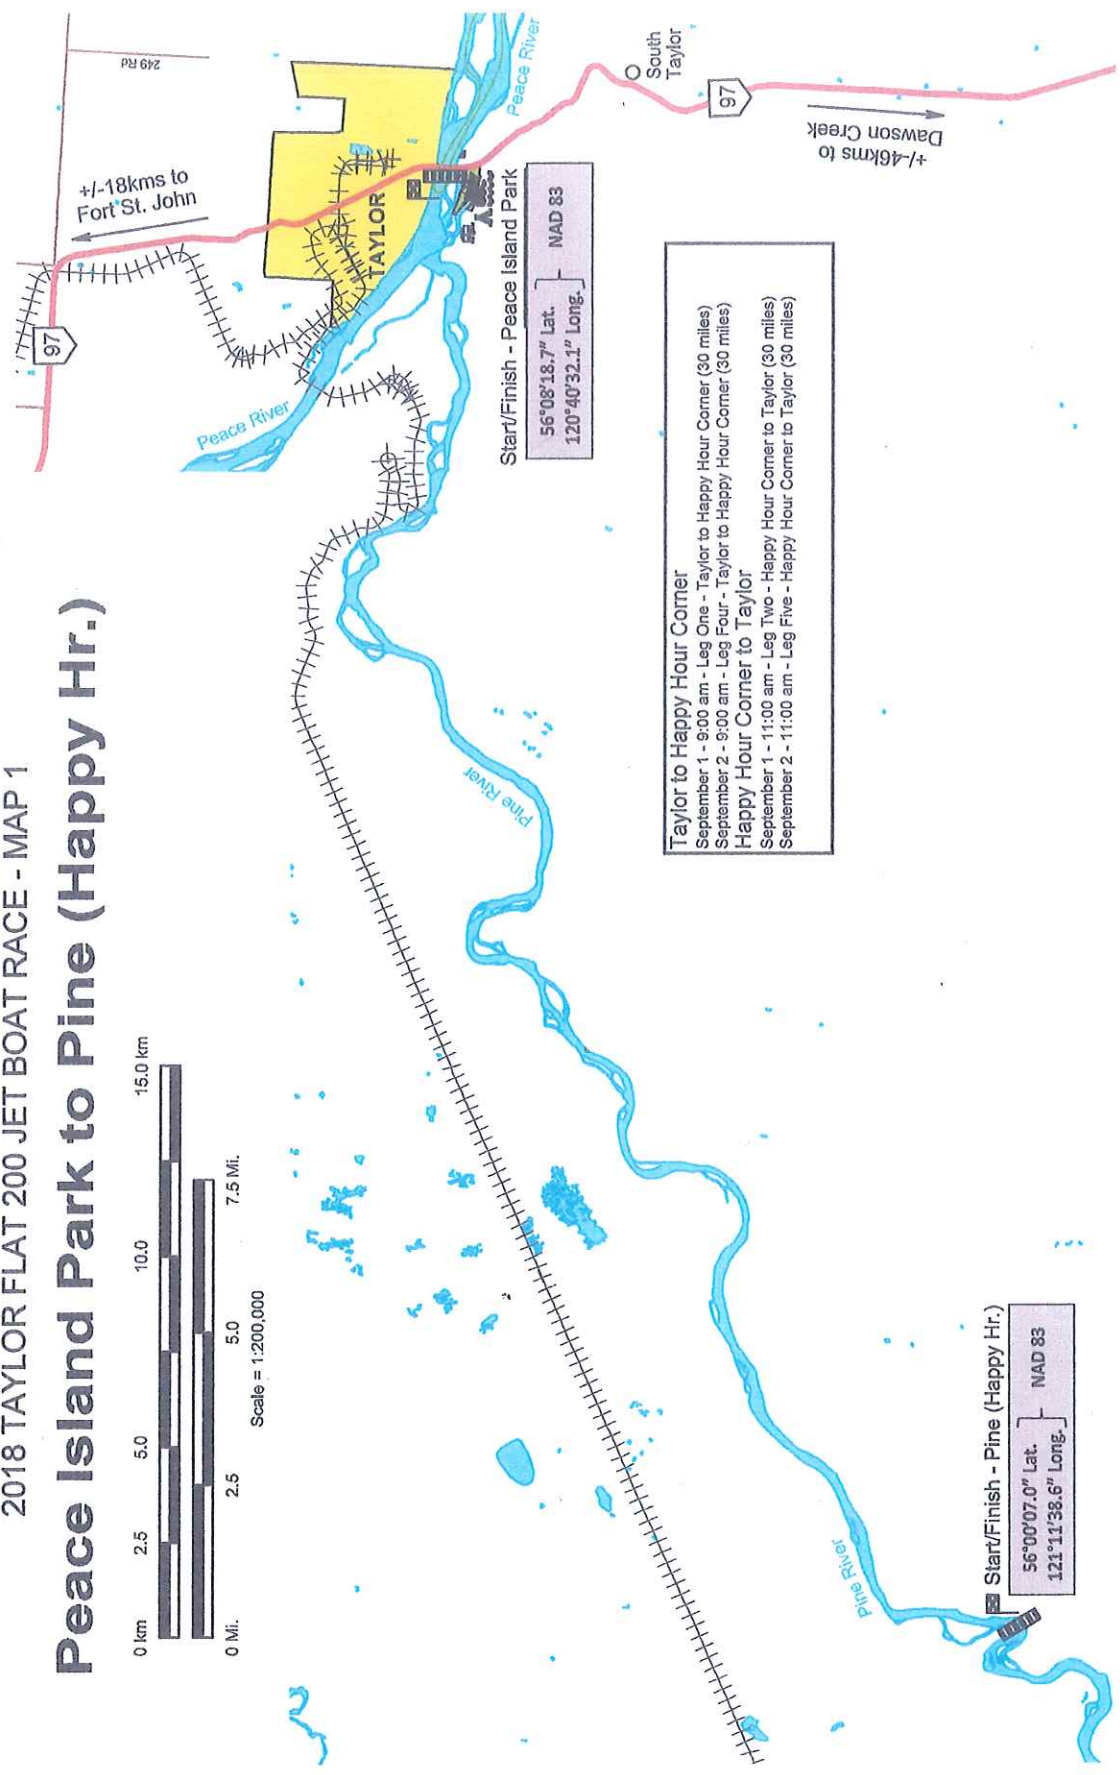 2018 TAYLOR FLAT 200 JET BOAT RACE - MAP 1
Peace Island Park to Pine (Happy Hr.)
0 km 2.5 5.0 10.0 15.0 km
0 Mi. 2.5 5.0 7.5 Mi.
Scale = 1:200,000
97
249 Rd
+/-18kms to
Fort St. John
Peace River
TAYLOR
Peace River
South
Taylor
97
+/-46kms to
Dawson Creek
Start/Finish - Peace Island Park
56°08'18.7" Lat.
120°40'32.1" Long.
NAD 83
Pine River
Taylor to Happy Hour Corner
September 1 - 9:00 am - Leg One - Taylor to Happy Hour Corner (30 miles)
September 2 - 9:00 am - Leg Four - Taylor to Happy Hour Corner (30 miles)
Happy Hour Corner to Taylor
September 1 - 11:00 am - Leg Two - Happy Hour Corner to Taylor (30 miles)
September 2 - 11:00 am - Leg Five - Happy Hour Corner to Taylor (30 miles)
Pine River
Start/Finish - Pine (Happy Hr.)
56°00'07.0" Lat.
121°11'38.6" Long.
NAD 83